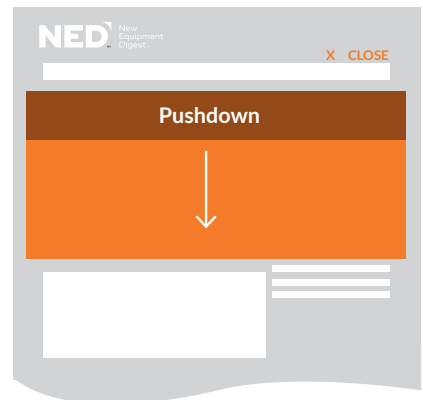 NED
New
Equipment
Digest.
X CLOSE
Pushdown